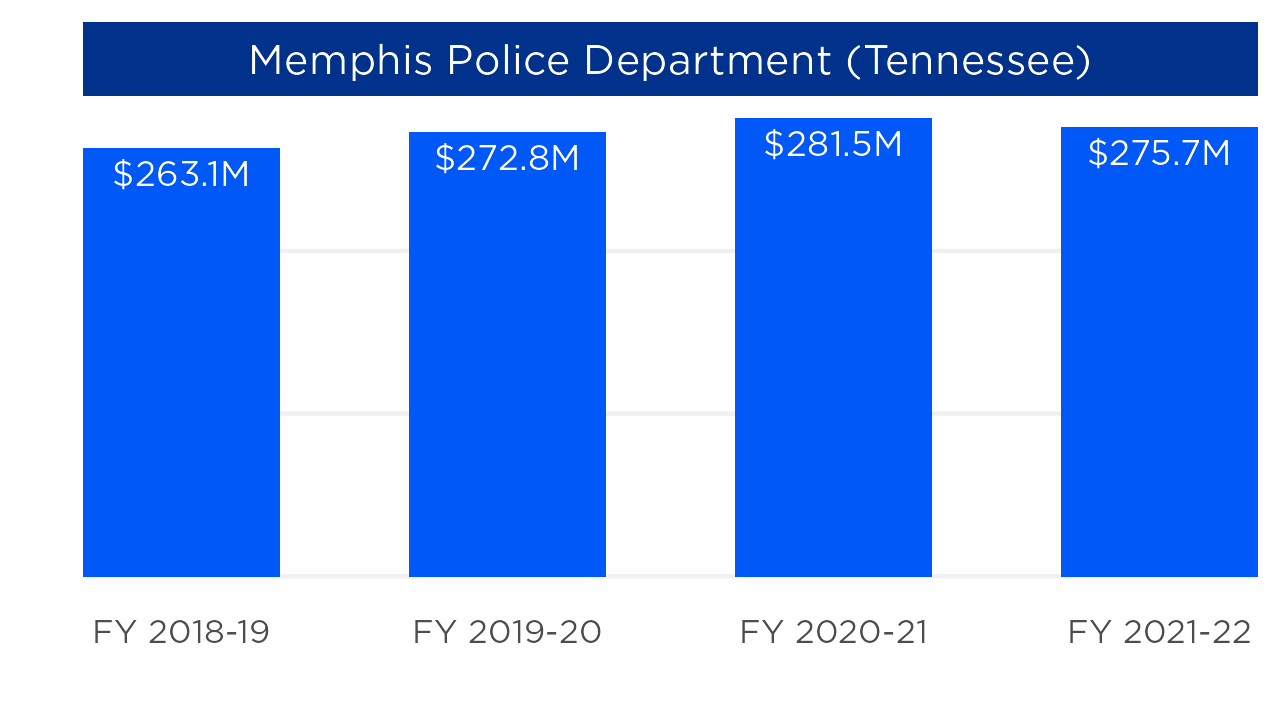 Memphis Police Department (Tennessee)
$263.1M
$272.8M
$281.5M
$275.7M
FY 2018-19
FY 2019-20
FY 2020-21
FY 2021-22